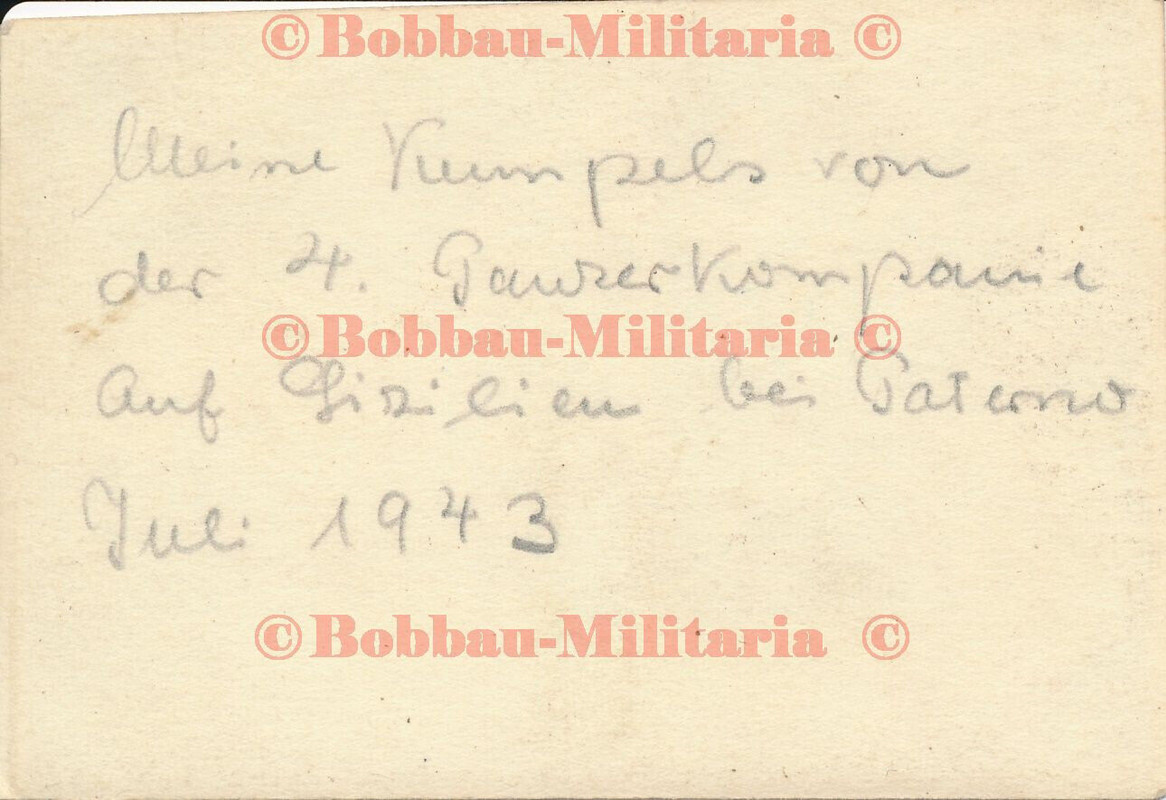 © Bobbau-Militaria ©
Meine Kumpels von
der 4. Panzerkompanie
© Bobbau-Militaria ©
auf Sizilien bei Paterno
Juli 1943
© Bobbau-Militaria ©